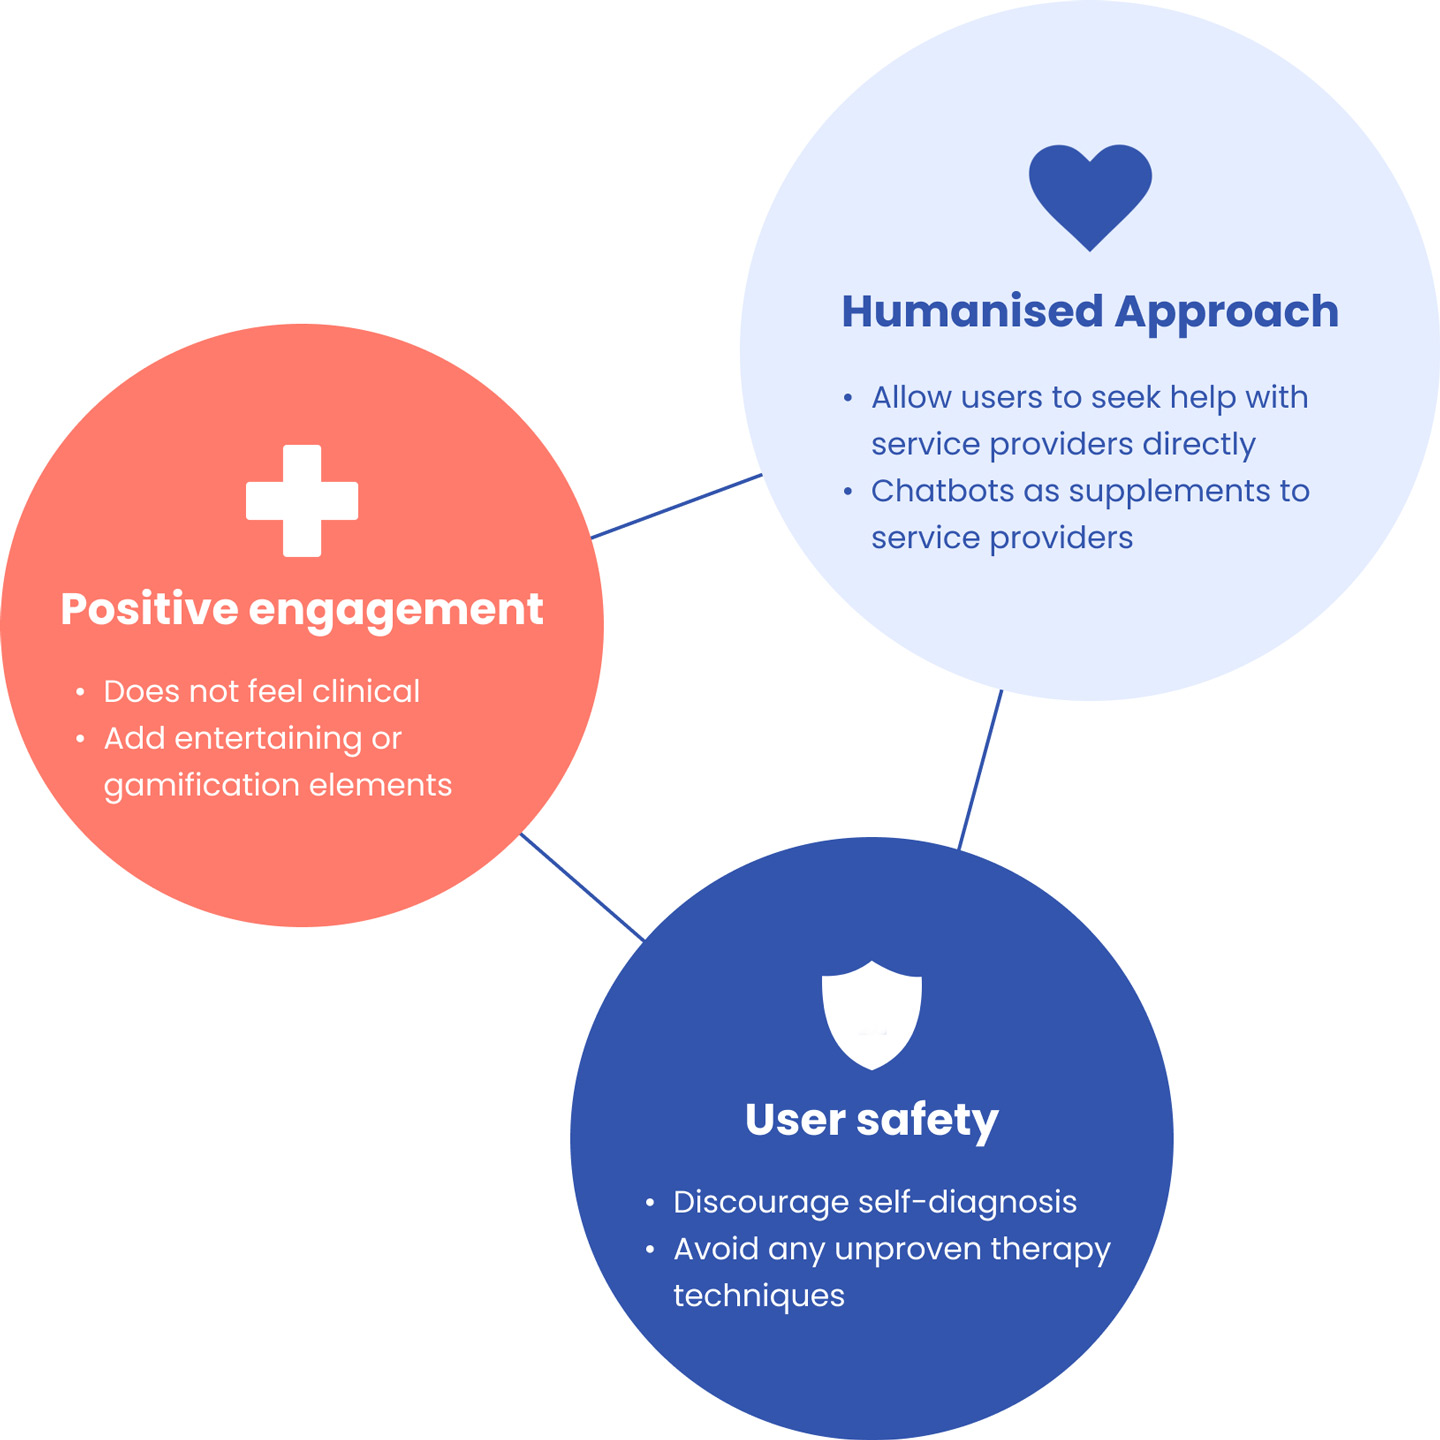 Humanised Approach
• Allow users to seek help with
service providers directly
• Chatbots as supplements to
service providers
Positive engagement
• Does not feel clinical
• Add entertaining or
gamification elements
User safety
• Discourage self-diagnosis
• Avoid any unproven therapy
techniques